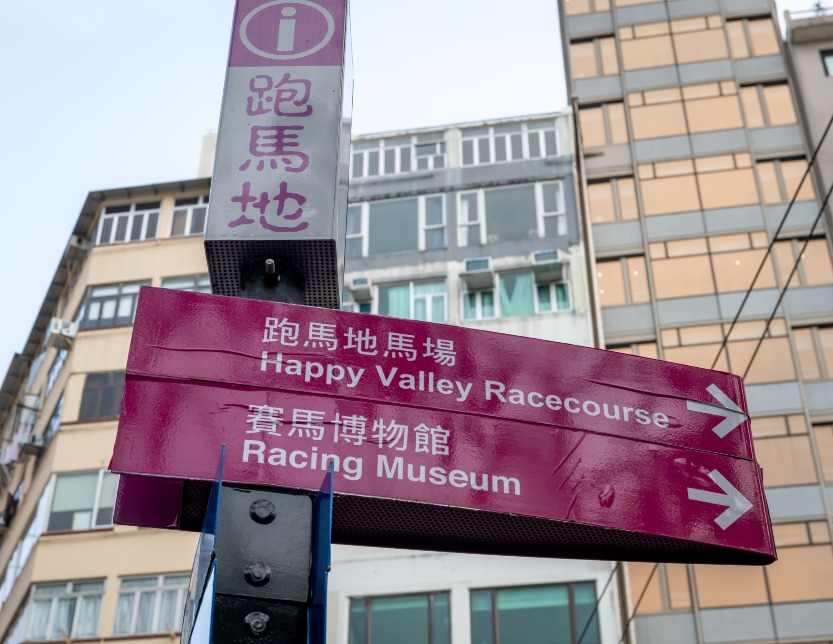 i
跑馬地
跑馬地馬場
Happy Valley Racecourse
賽馬博物館
Racing Museum